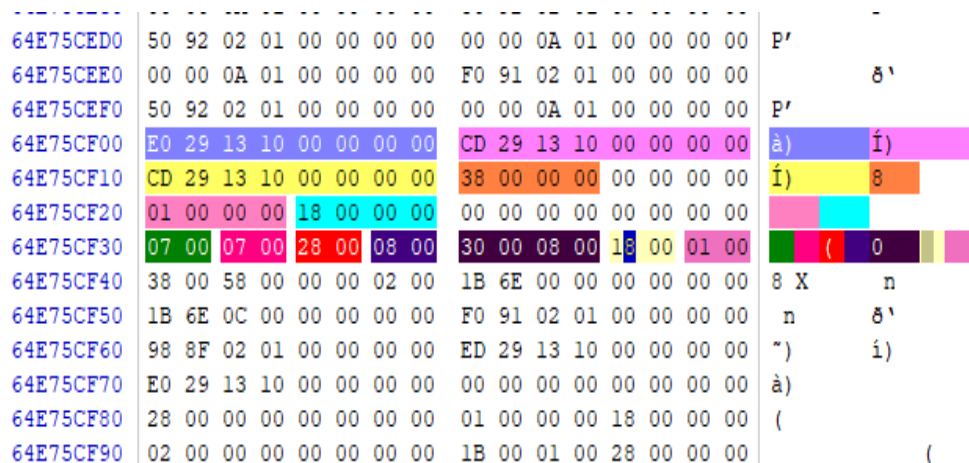 64E75CED0 50 92 02 01 00 00 00 00 00 00 0A 01 00 00 00 00 P’
64E75CEE0 00 00 0A 01 00 00 00 00 F0 91 02 01 00 00 00 00 ð‘
64E75CEF0 50 92 02 01 00 00 00 00 00 00 0A 01 00 00 00 00 P’
64E75CF00 E0 29 13 10 00 00 00 00 CD 29 13 10 00 00 00 00 à) Í)
64E75CF10 CD 29 13 10 00 00 00 00 38 00 00 00 00 00 00 00 Í) 8
64E75CF20 01 00 00 00 18 00 00 00 00 00 00 00 00 00 00 00
64E75CF30 07 00 07 00 28 00 08 00 30 00 08 00 18 00 01 00 ( 0
64E75CF40 38 00 58 00 00 00 02 00 1B 6E 00 00 00 00 00 00 8 X n
64E75CF50 1B 6E 0C 00 00 00 00 00 F0 91 02 01 00 00 00 00 n ð‘
64E75CF60 98 8F 02 01 00 00 00 00 ED 29 13 10 00 00 00 00 ˜) í)
64E75CF70 E0 29 13 10 00 00 00 00 00 00 00 00 00 00 00 00 à)
64E75CF80 28 00 00 00 00 00 00 00 01 00 00 00 18 00 00 00 (
64E75CF90 02 00 00 00 00 00 00 00 1B 00 01 00 28 00 00 00 (